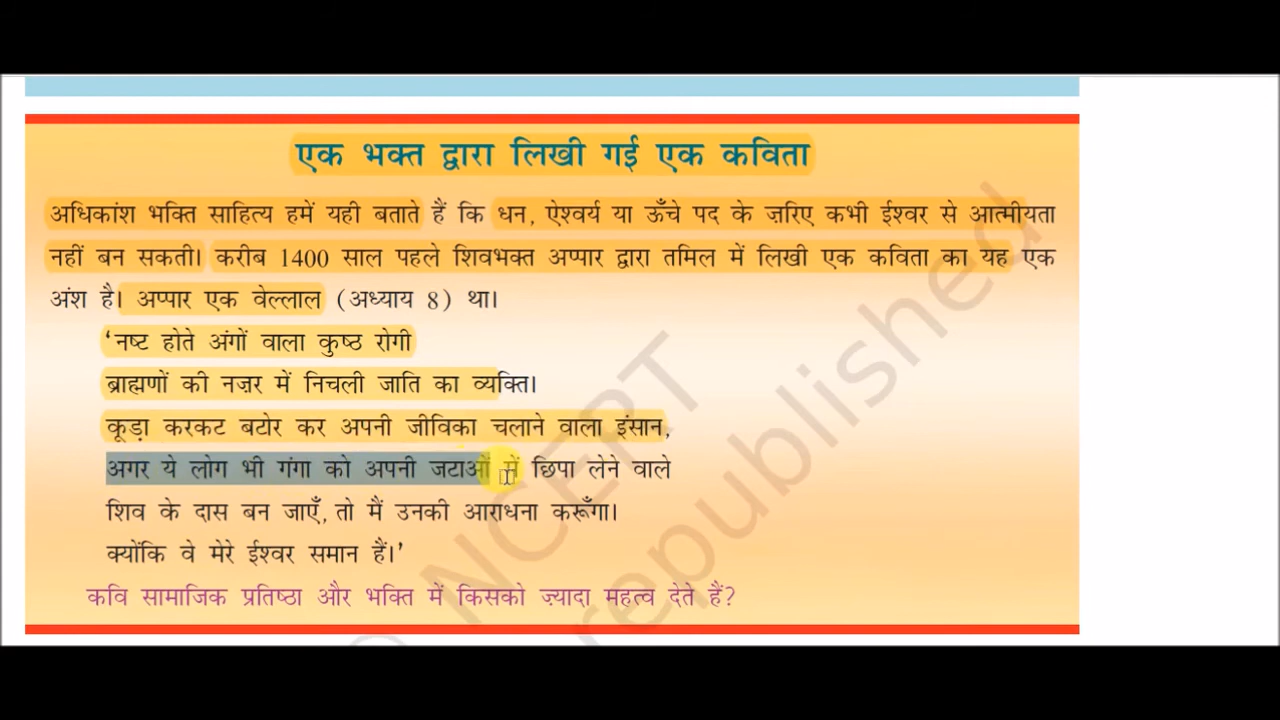 एक भक्त द्वारा लिखी गई एक कविता
अधिकांश भक्ति साहित्य हमें यही बताते हैं कि धन, ऐश्वर्य या ऊँचे पद के ज़रिए कभी ईश्वर से आत्मीयता
नहीं बन सकती। करीब 1400 साल पहले शिवभक्त अप्पार द्वारा तमिल में लिखी एक कविता का यह एक
अंश है। अप्पार एक वेल्लाल (अध्याय 8) था।
‘नष्ट होते अंगों वाला कुष्ठ रोगी
ब्राह्मणों की नज़र में निचली जाति का व्यक्ति।
कूड़ा करकट बटोर कर अपनी जीविका चलाने वाला इंसान,
अगर ये लोग भी गंगा को अपनी जटाओं में छिपा लेने वाले
शिव के दास बन जाएँ, तो मैं उनकी आराधना करूँगा।
क्योंकि वे मेरे ईश्वर समान हैं।’
कवि सामाजिक प्रतिष्ठा और भक्ति में किसको ज़्यादा महत्व देते हैं?
© NCERT
republished
republished